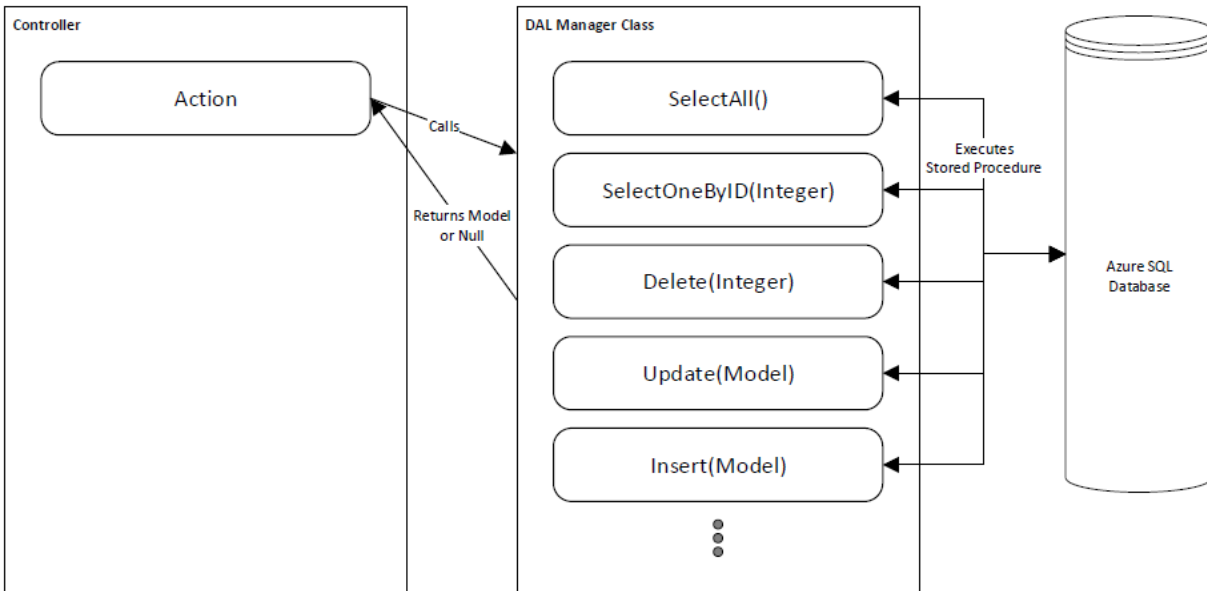 Controller
Action
Calls
Returns Model
or Null
DAL Manager Class
SelectAll()
SelectOneByID(Integer)
Delete(Integer)
Update(Model)
Insert(Model)
Executes
Stored Procedure
Azure SQL
Database